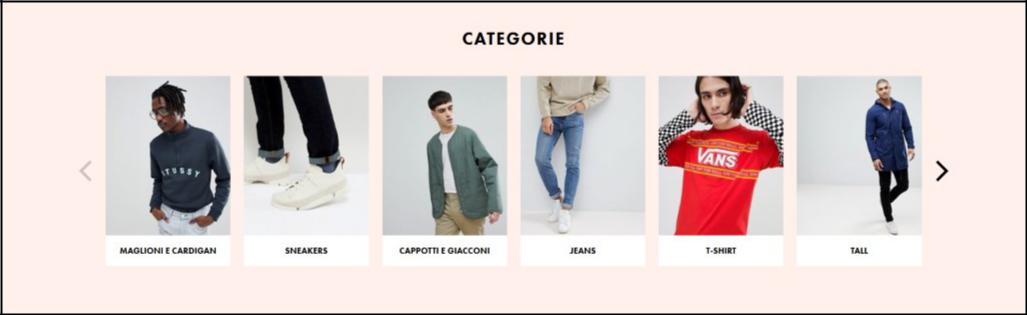 CATEGORIE
STUSSY
VANS
MAGLIONI E CARDIGAN
SNEAKERS
CAPPOTTI E GIACCONI
JEANS
T-SHIRT
TALL